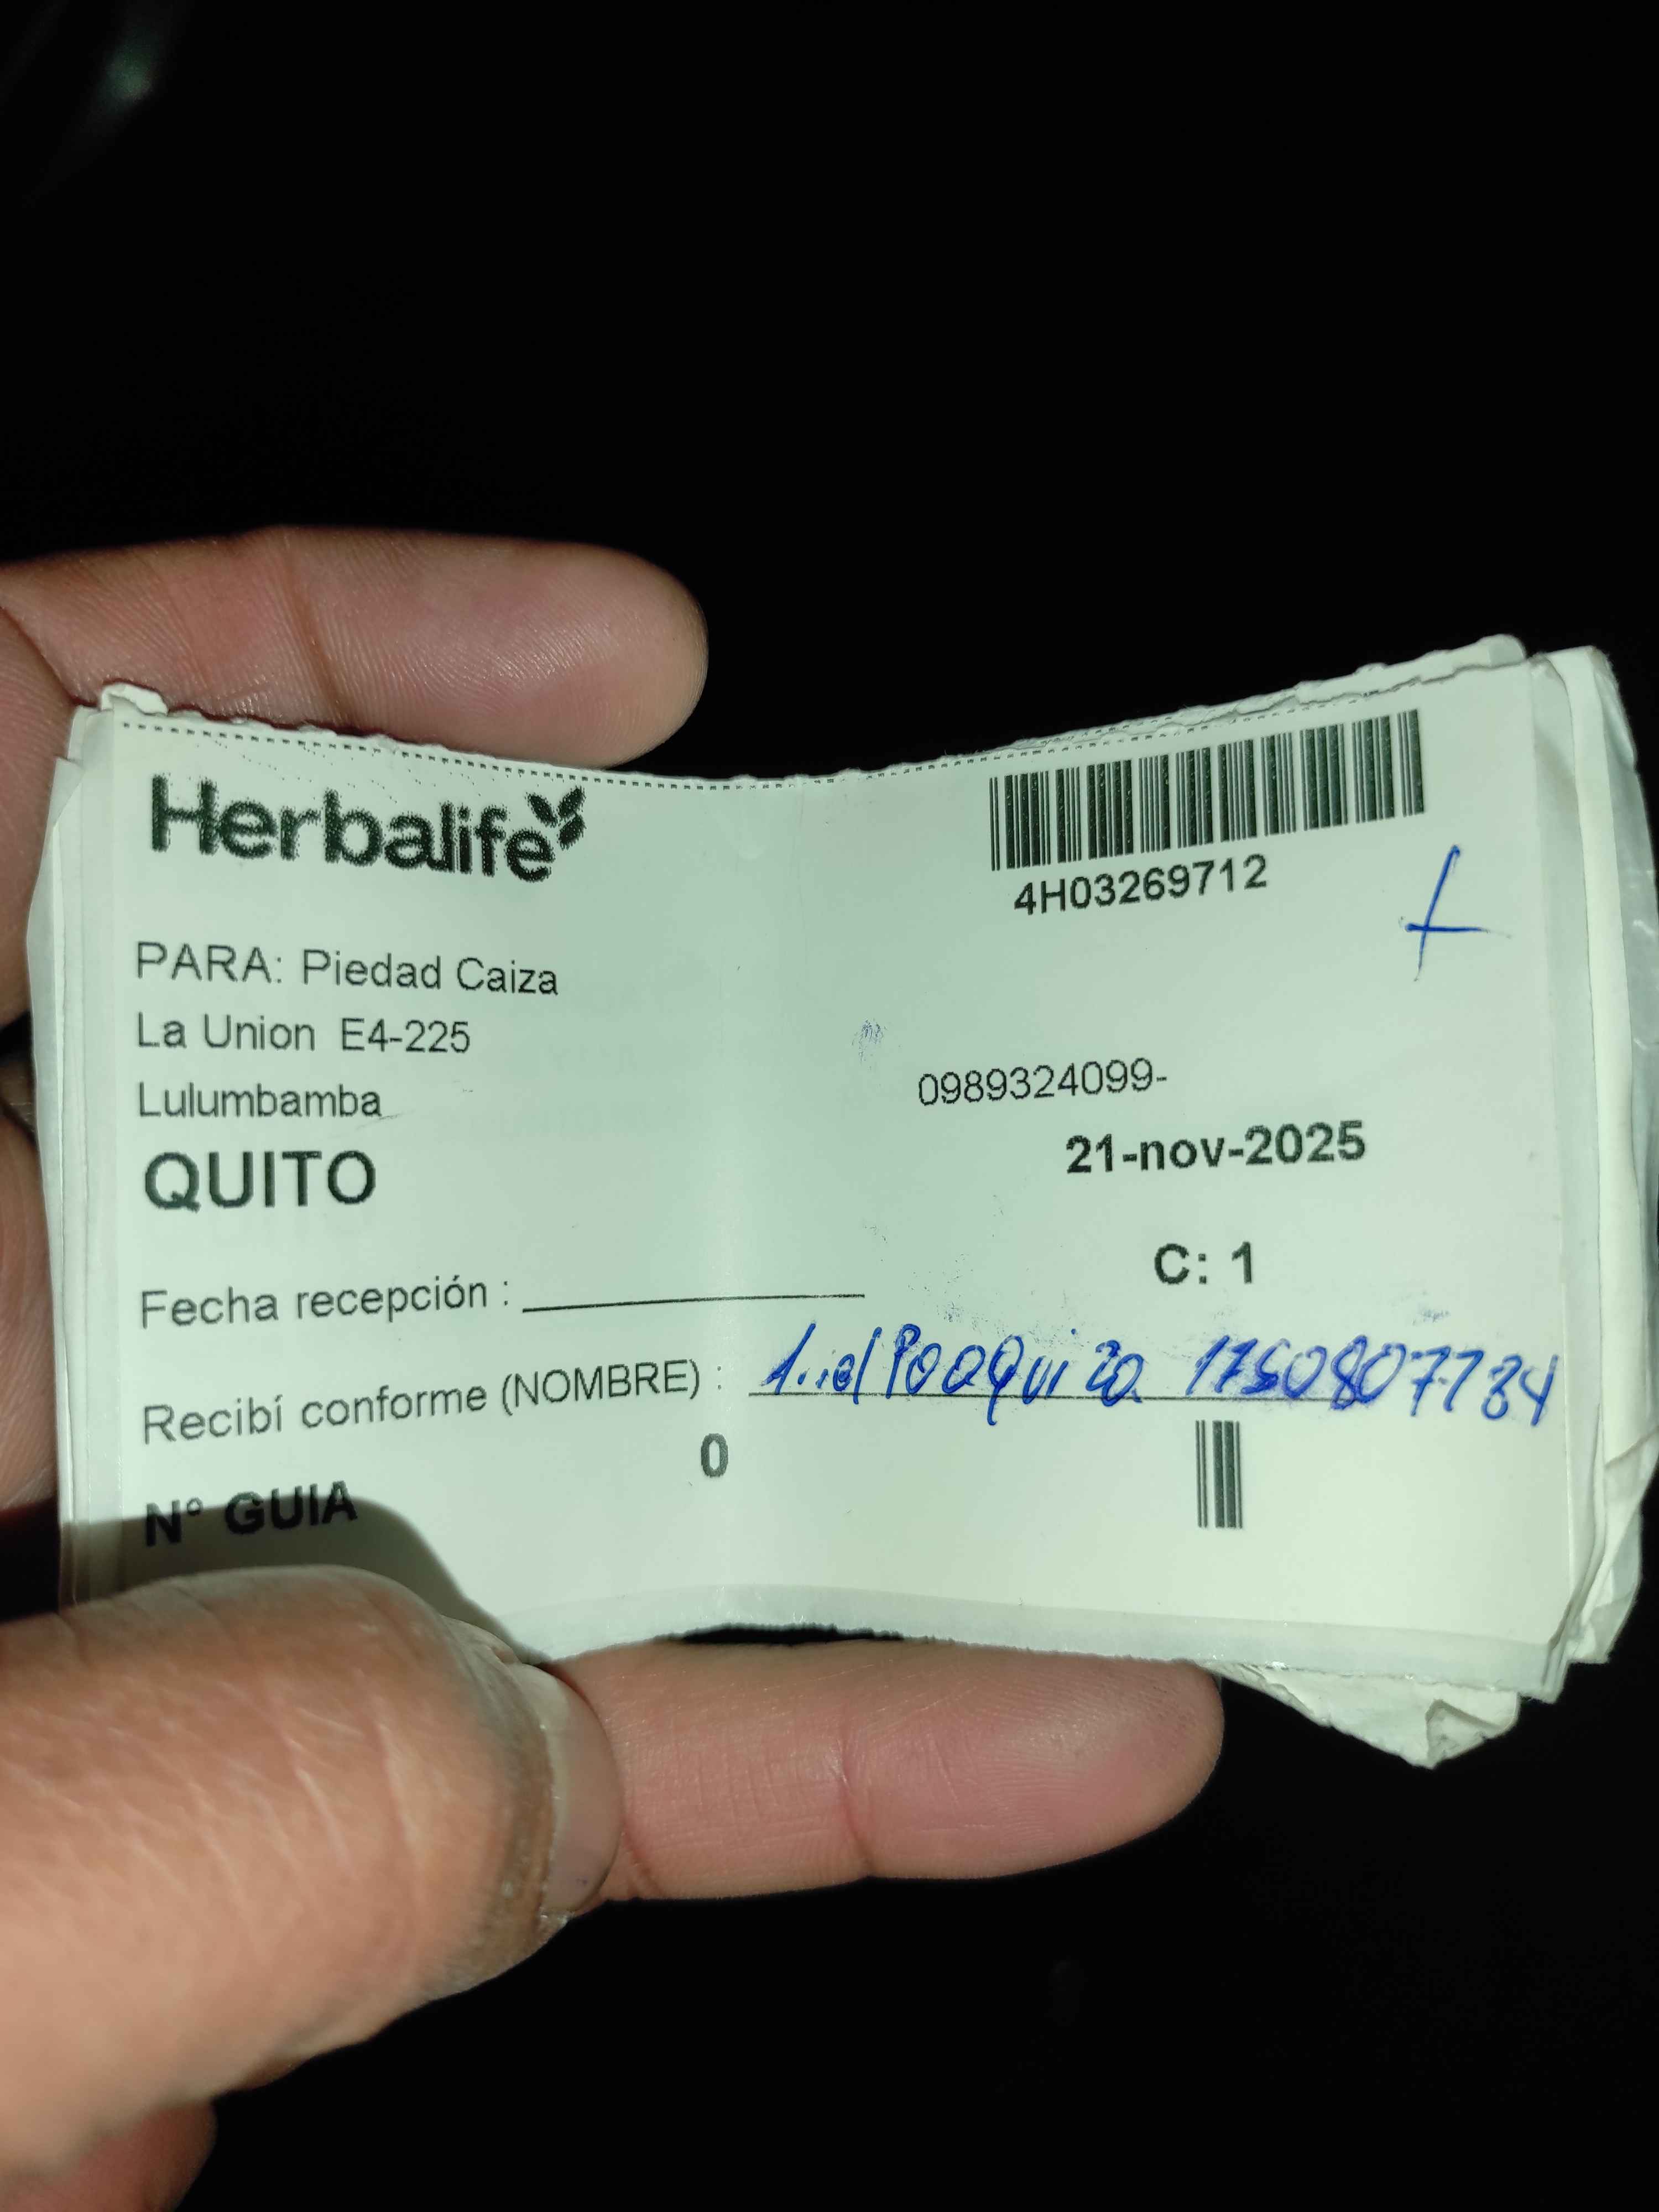 Herbalife
4H03269712
PARA: Piedad Caiza
La Union E4-225
Lulumbamba
0989324099-
QUITO
21-nov-2025
C: 1
Fecha recepción :
Recibí conforme (NOMBRE) :
0
Nº GUIA